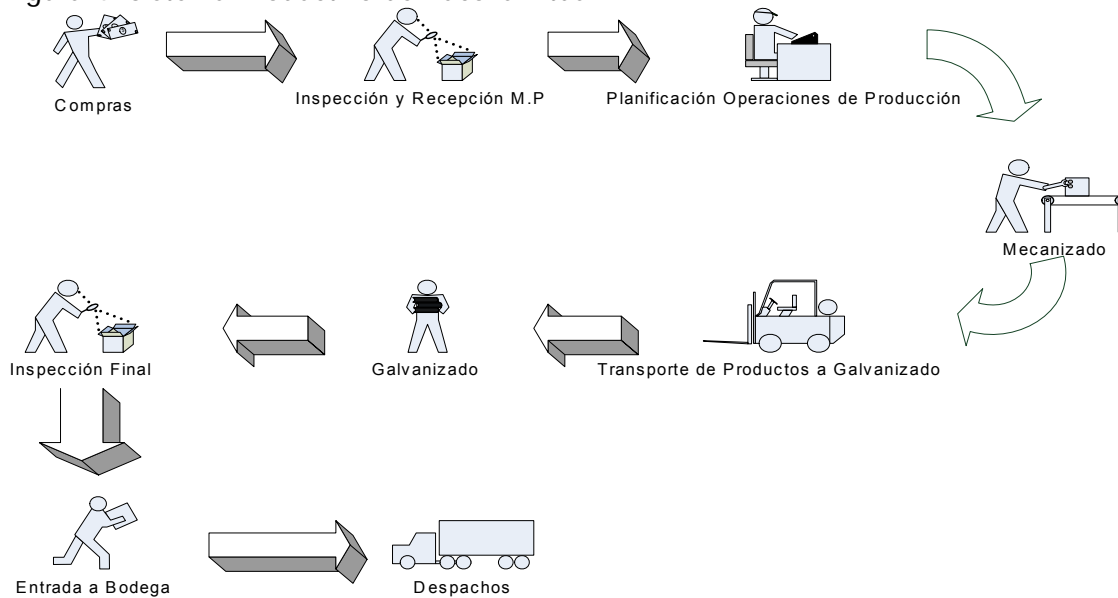 Compras
Inspección y Recepción M.P
Planificación Operaciones de Producción
Mecanizado
Transporte de Productos a Galvanizado
Galvanizado
Inspección Final
Entrada a Bodega
Despachos